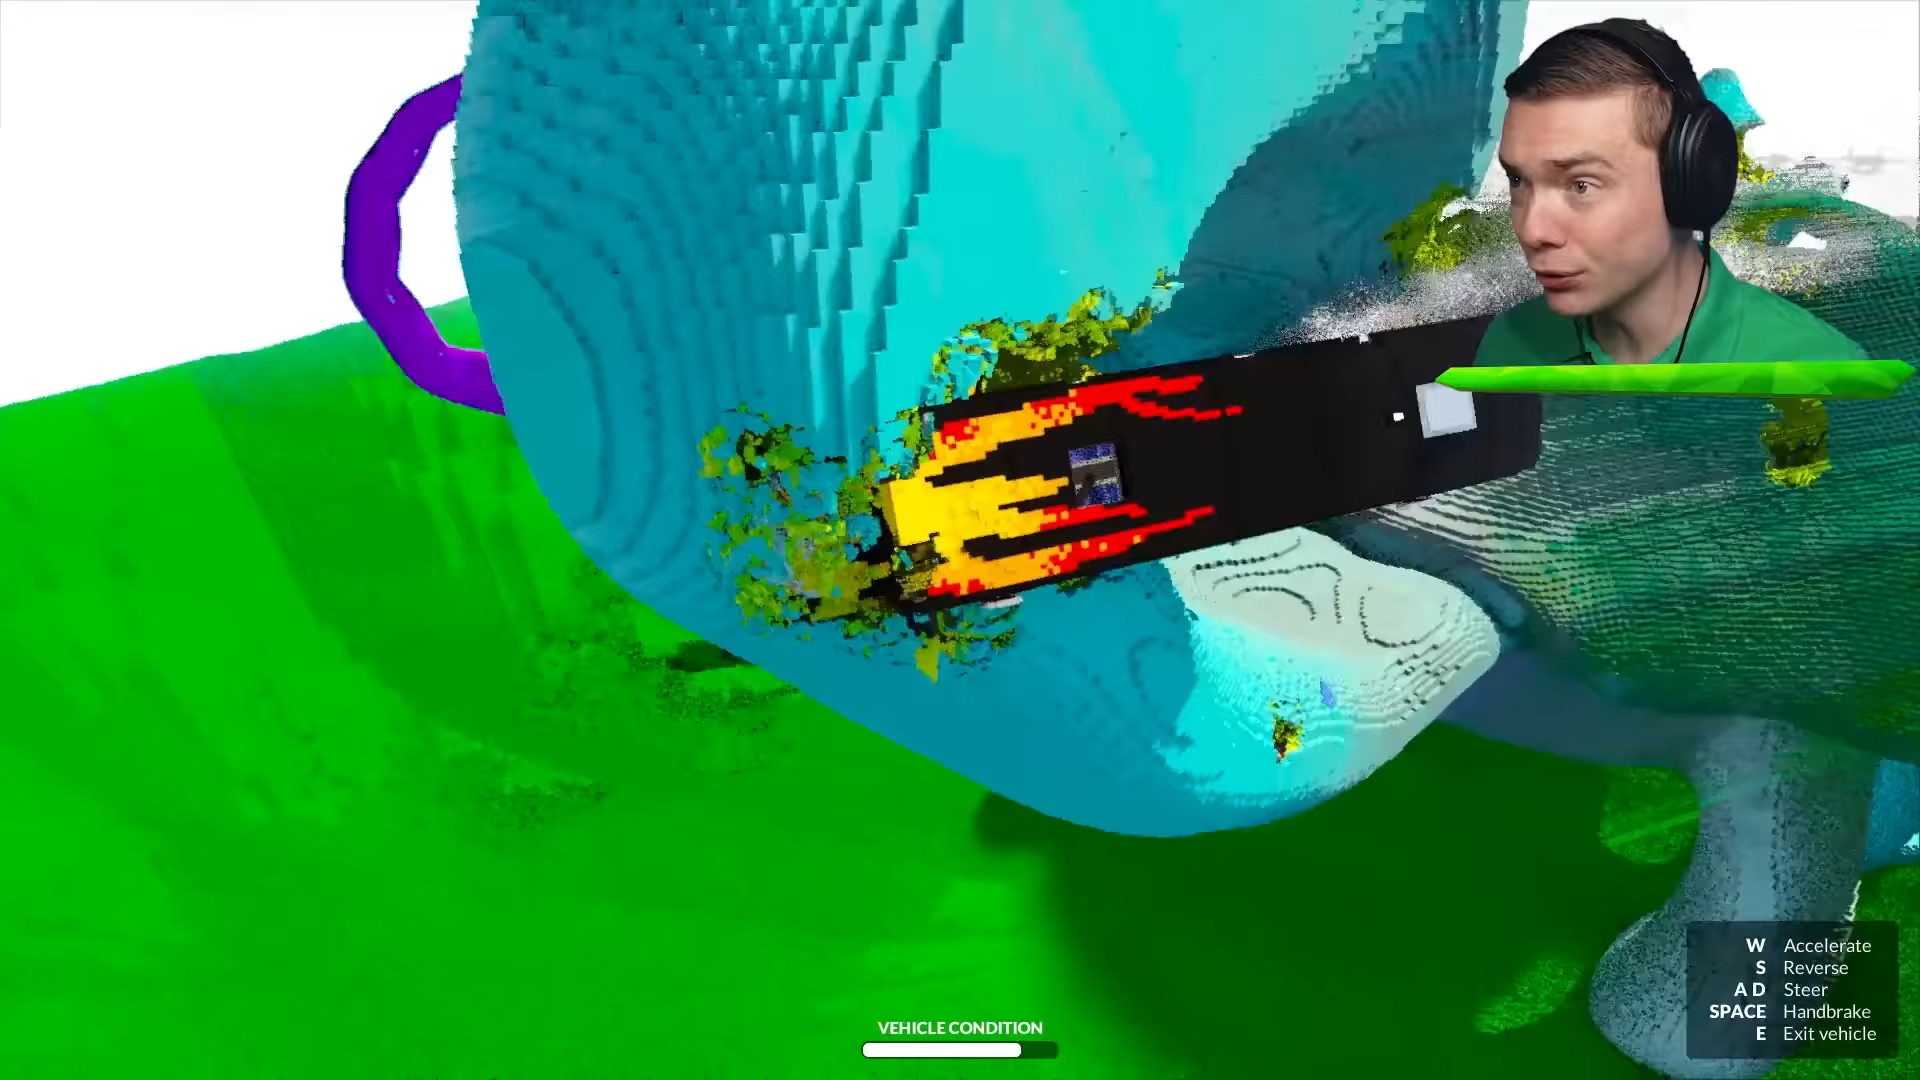 VEHICLE CONDITION
W Accelerate
S Reverse
A D Steer
SPACE Handbrake
E Exit vehicle